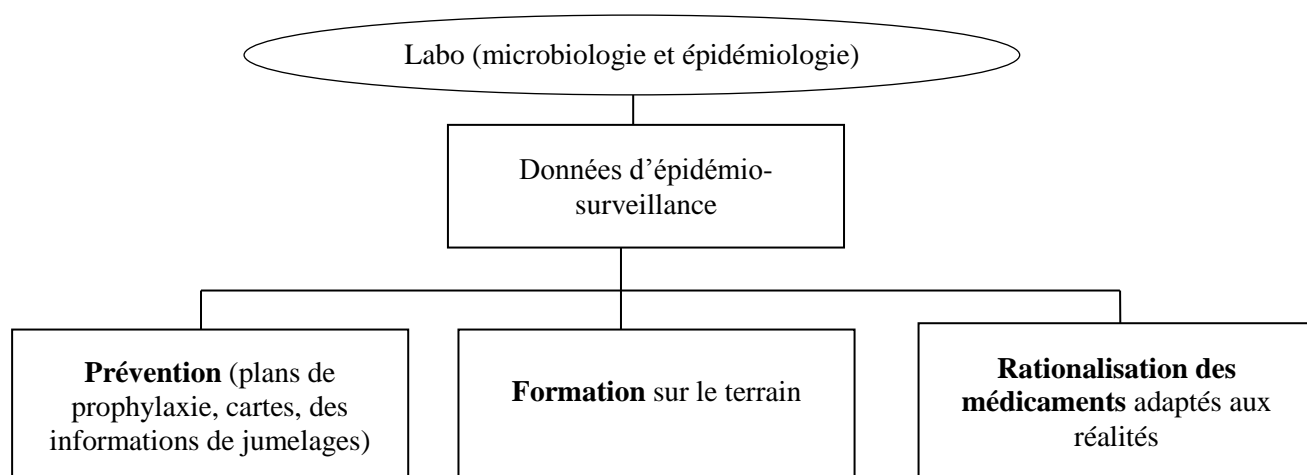 Labo (microbiologie et épidémiologie)
Données d’épidémio-
surveillance
Prévention (plans de
prophylaxie, cartes, des
informations de jumelages)
Formation sur le terrain
Rationalisation des
médicaments adaptés aux
réalités